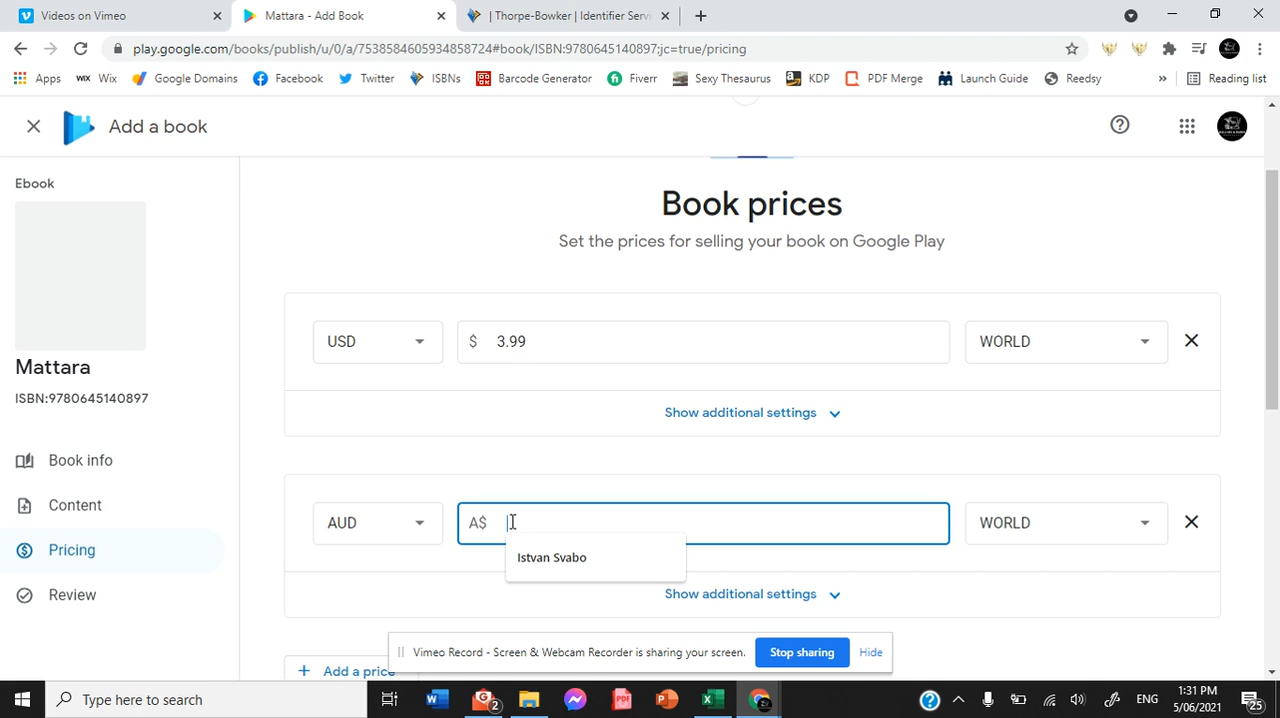 Videos on Vimeo
Mattara - Add Book
| Thorpe-Bowker | Identifier Serv
play.google.com/books/publish/u/0/a/7538584605934858724#book/ISBN:9780645140897;jc=true/pricing
Apps
WIX
Wix
Google Domains
Facebook
Twitter
ISBNs
Barcode Generator
Fiverr
Sexy Thesaurus
KDP
PDF Merge
Launch Guide
Reedsy
»
Reading list
Add a book
Ebook
Book prices
Set the prices for selling your book on Google Play
USD
$ 3.99
WORLD
Mattara
ISBN:9780645140897
Show additional settings
Book info
Content
Pricing
Review
AUD
A$
WORLD
Istvan Svabo
Show additional settings
Vimeo Record - Screen & Webcam Recorder is sharing your screen.
Stop sharing
Hide
+ Add a price
Type here to search
2
ENG
1:31 PM
5/06/2021
25